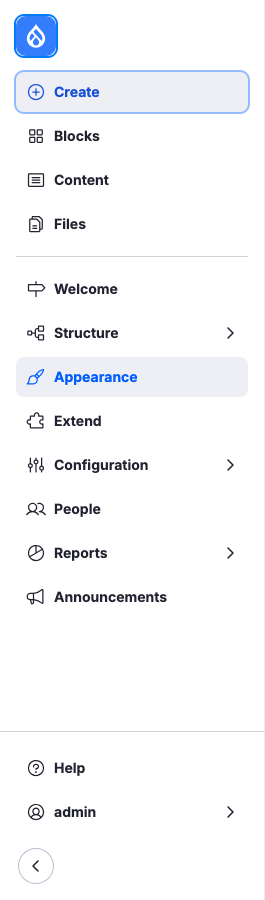 Create
Blocks
Content
Files
Welcome
Structure
Appearance
Extend
Configuration
People
Reports
Announcements
Help
admin